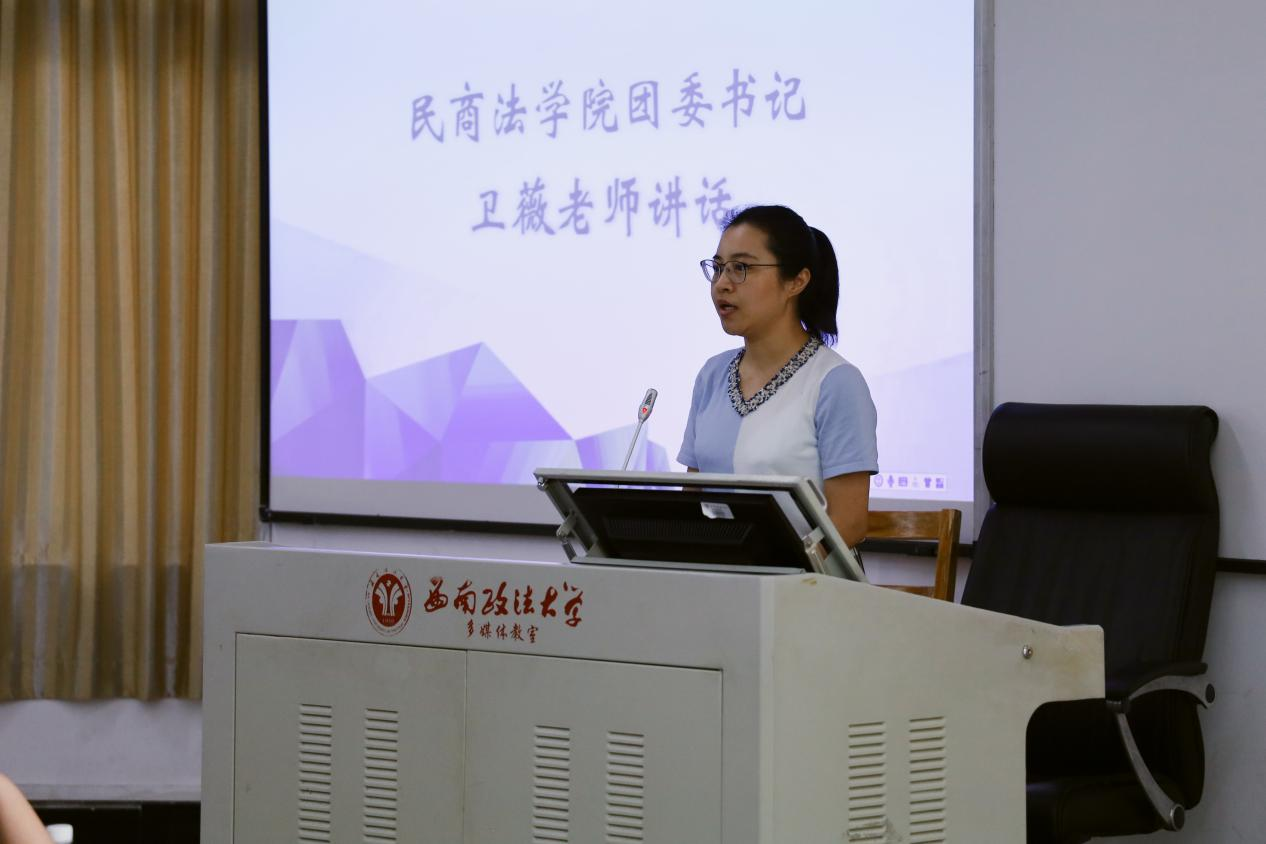 民商法学院团委书记
卫薇老师讲话
西南政法大学
多媒体教室